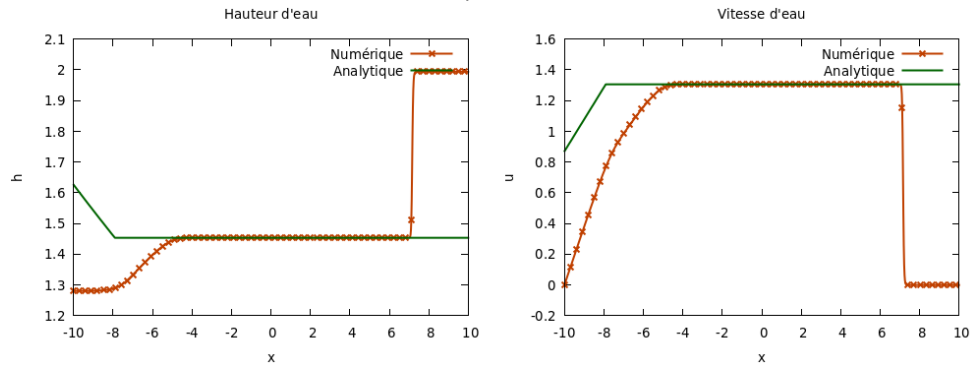 Hauteur d'eau
Numérique
Analytique
2.1
2
1.9
1.8
1.7
1.6
1.5
1.4
1.3
1.2
h
-10 -8 -6 -4 -2 0 2 4 6 8 10
x
Vitesse d'eau
Numérique
Analytique
1.6
1.4
1.2
1
0.8
0.6
0.4
0.2
0
-0.2
u
-10 -8 -6 -4 -2 0 2 4 6 8 10
x